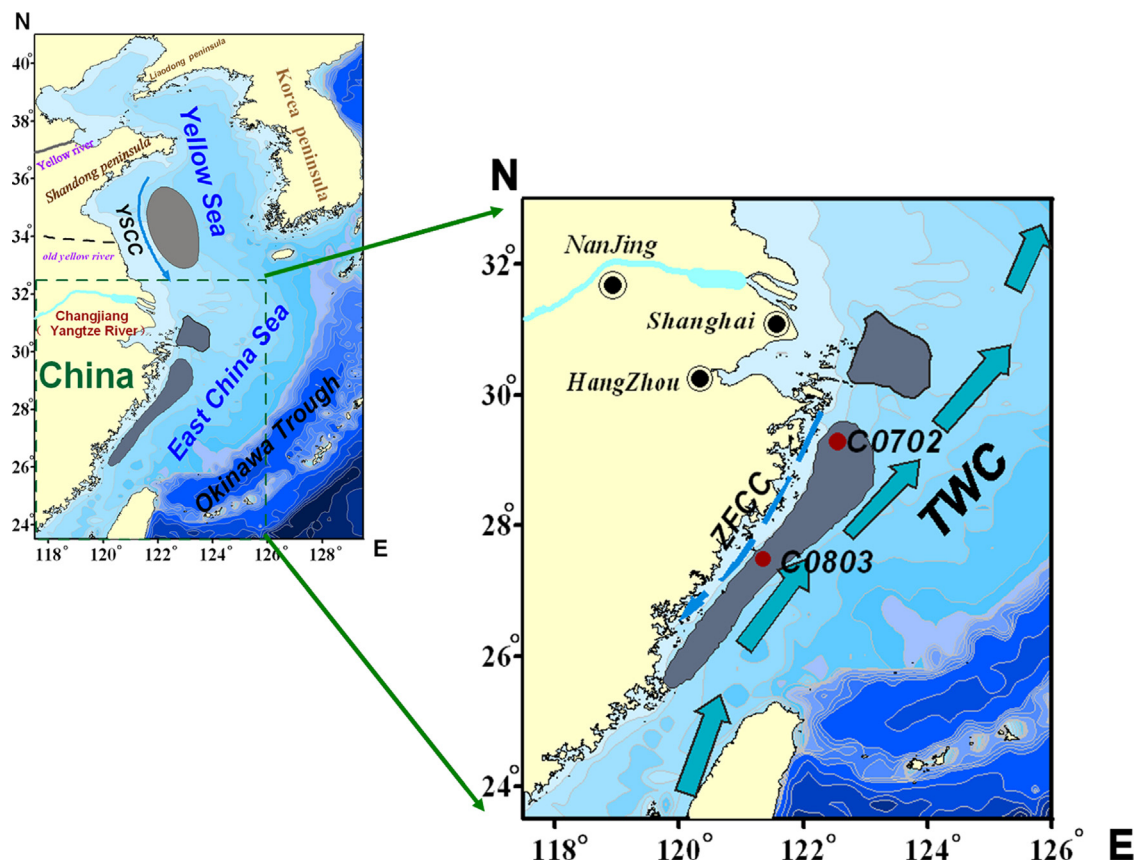 N
40°
38°
36°
34°
32°
30°
28°
26°
24°
118° 120° 122° 124° 126° 128° E
Liaodong peninsula
Korea peninsula
Yellow Sea
Yellow river
Shandong peninsula
YSCC
old yellow river
Changjiang
( Yangtze River )
China
East China Sea
Okinawa Trough
N
32°
30°
28°
26°
24°
118° 120° 122° 124° 126° E
NanJing
Shanghai
HangZhou
C0702
ZFCC
TWC
C0803